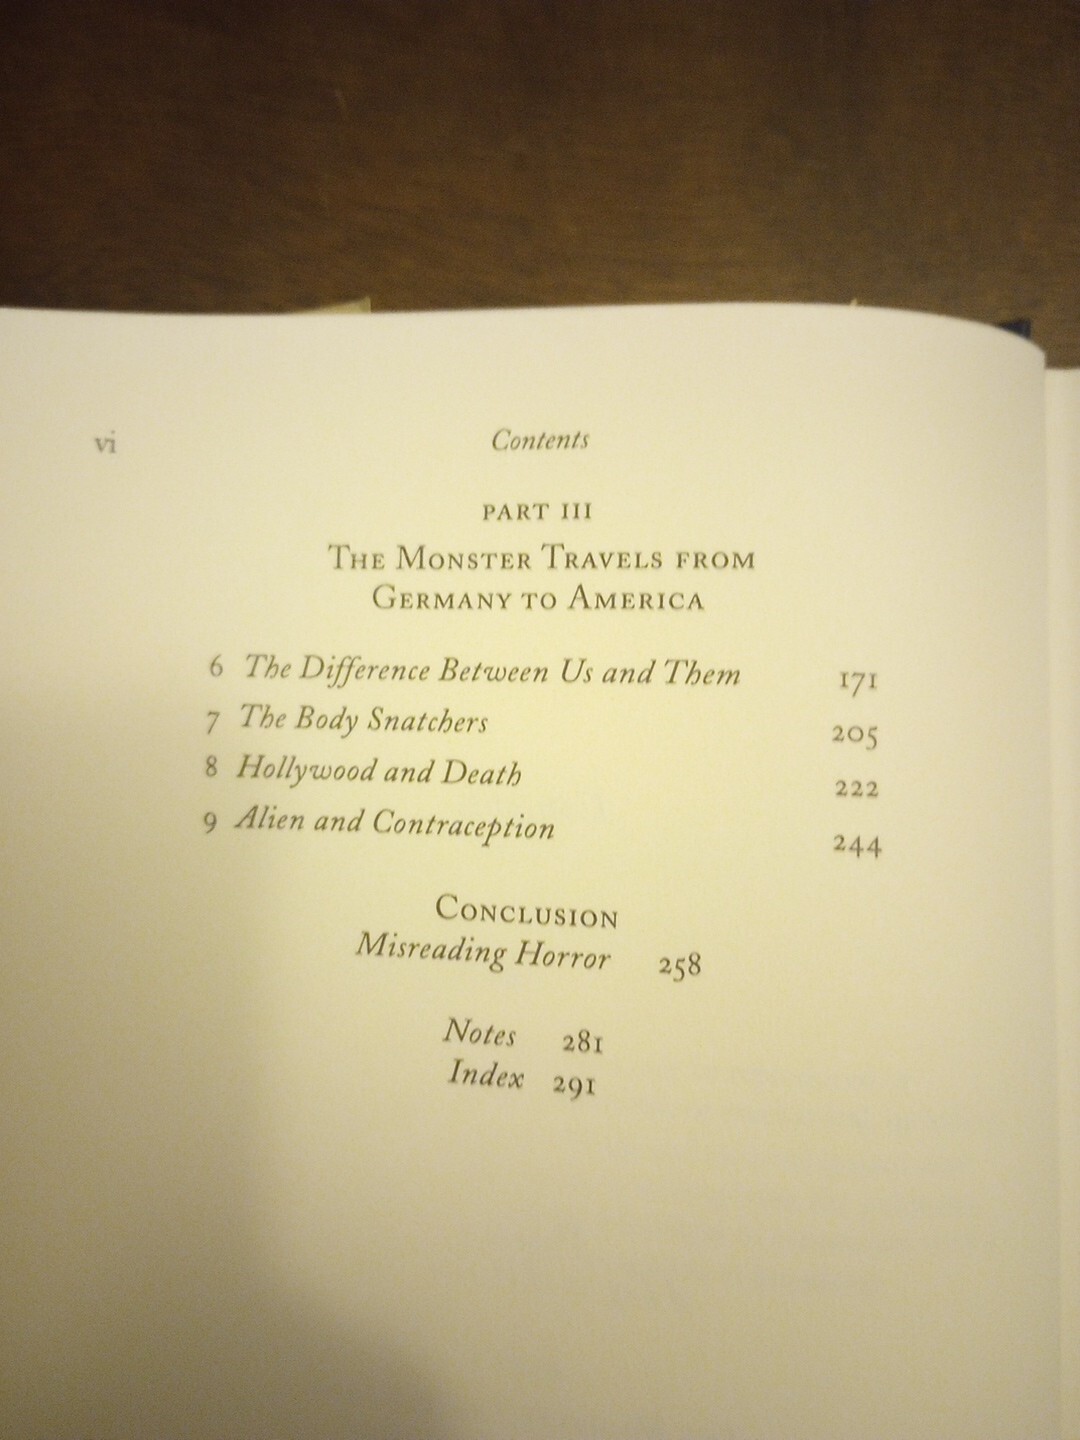 vi Contents
PART III
The Monster Travels from
Germany to America
6 The Difference Between Us and Them 171
7 The Body Snatchers 205
8 Hollywood and Death 222
9 Alien and Contraception 244
Conclusion
Misreading Horror 258
Notes 281
Index 291